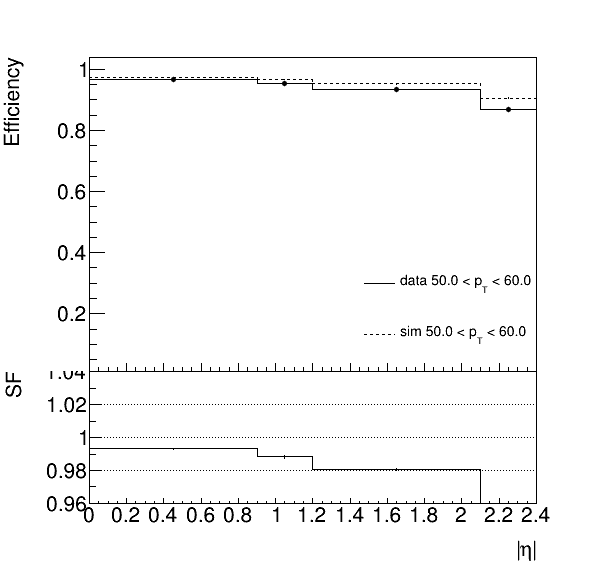 Efficiency
1
0.8
0.6
0.4
0.2
data 50.0 < p_T < 60.0
sim 50.0 < p_T < 60.0
SF
1.04
1.02
1
0.98
0.96
0 0.2 0.4 0.6 0.8 1 1.2 1.4 1.6 1.8 2 2.2 2.4
|η|